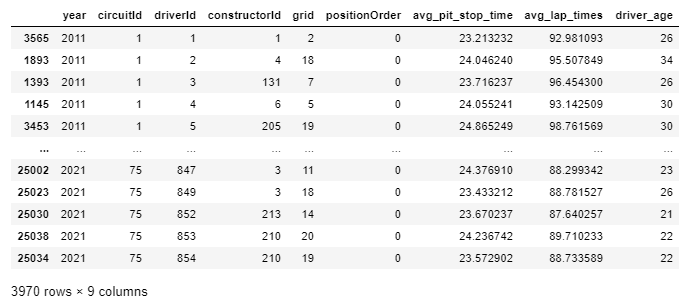 year circuitId driverId constructorId grid positionOrder avg_pit_stop_time avg_lap_times driver_age
3565 2011 1 1 1 2 0 23.213232 92.981093 26
1893 2011 1 2 4 18 0 24.046240 95.507849 34
1393 2011 1 3 131 7 0 23.716237 96.454300 26
1145 2011 1 4 6 5 0 24.055241 93.142509 30
3453 2011 1 5 205 19 0 24.865249 98.761569 30
... ... ... ... ... ... ... ... ... ...
25002 2021 75 847 3 11 0 24.376910 88.299342 23
25023 2021 75 849 3 18 0 23.433212 88.781527 26
25030 2021 75 852 213 14 0 23.670237 87.640257 21
25038 2021 75 853 210 20 0 24.236742 89.710233 22
25034 2021 75 854 210 19 0 23.572902 88.733589 22
3970 rows × 9 columns